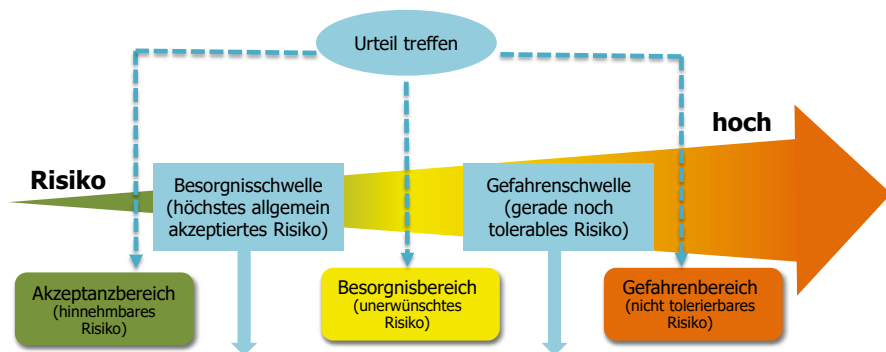 Urteil treffen
hoch
Risiko
Besorgnisschwelle
(höchstes allgemein
akzeptiertes Risiko)
Gefahrenschwelle
(gerade noch
tolerables Risiko)
Akzeptanzbereich
(hinnehmbares
Risiko)
Besorgnisbereich
(unerwünschtes
Risiko)
Gefahrenbereich
(nicht tolerierbares
Risiko)